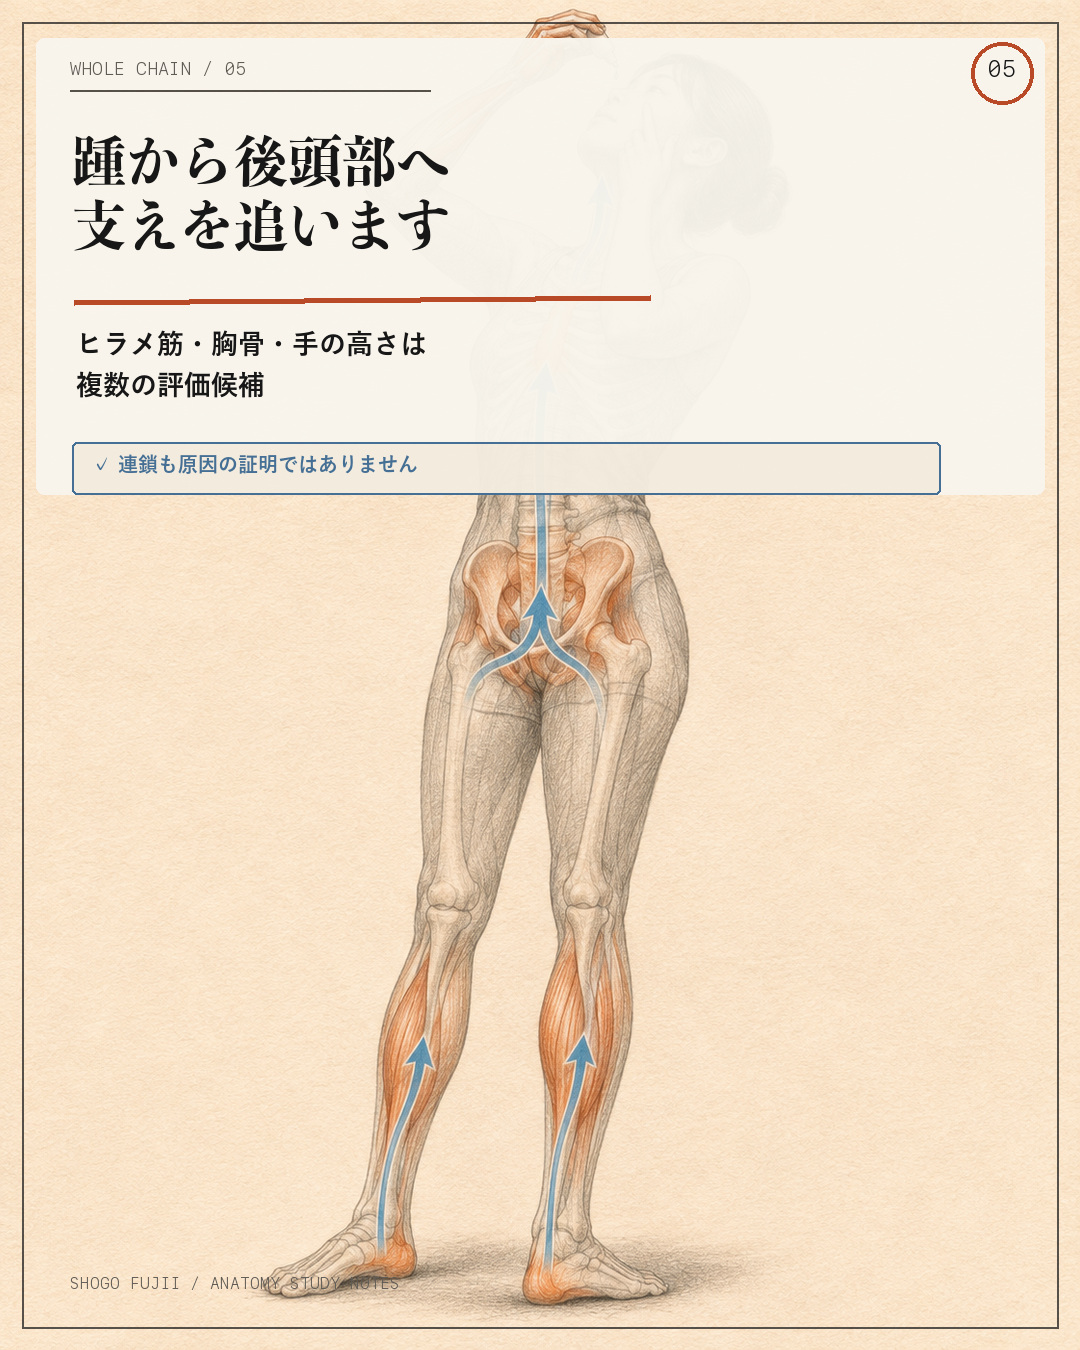 WHOLE CHAIN / 05
05
踵から後頭部へ
支えを追います
ヒラメ筋・胸骨・手の高さは
複数の評価候補
✓ 連鎖も原因の証明ではありません
SHOGO FUJII / ANATOMY STUDY NOTES